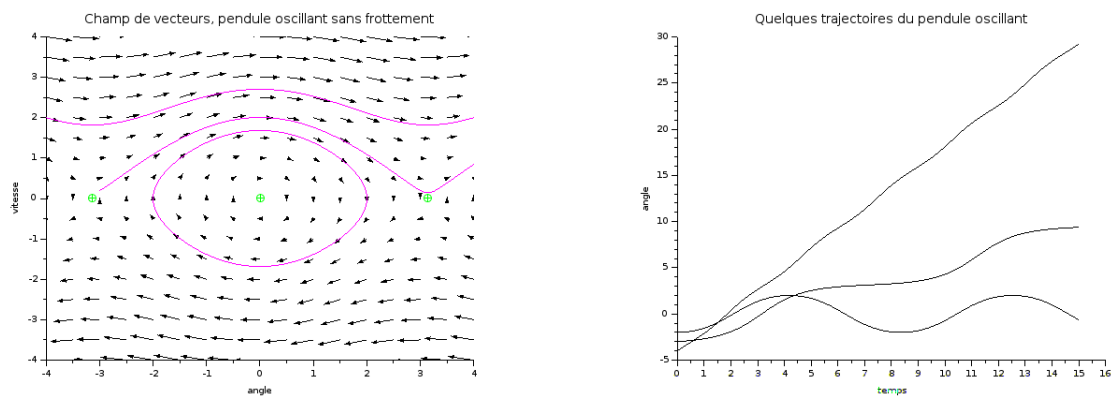 Champ de vecteurs, pendule oscillant sans frottement
4
3
2
1
0
-1
-2
-3
-4
vitesse
-4 -3 -2 -1 0 1 2 3 4
angle
Quelques trajectoires du pendule oscillant
30
25
20
15
10
5
0
-5
angle
0 1 2 3 4 5 6 7 8 9 10 11 12 13 14 15 16
temps